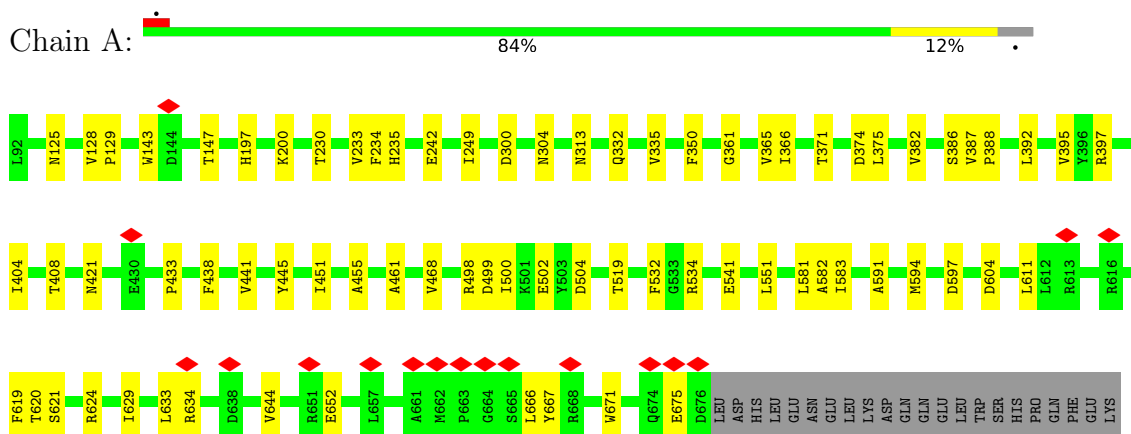 Chain A:
84% 12%
L92 N125 V128 P129 W143 D144 T147 H197 K200 T230 V233 F234 H235 E242 I249 D300 N304 N313 Q332 V335 F350 G361 V365 I366 T371 D374 L375 V382 S386 V387 P388 L392 V395 Y396 R397
I404 T408 N421 E430 P433 F438 V441 Y445 I451 A455 A461 V468 R498 D499 I500 K501 E502 Y503 D504 T519 F532 G533 R534 E541 L551 L581 A582 I583 A591 M594 D597 D604 L611 L612 R613 R616
F619 T620 S621 R624 I629 L633 R634 D638 V644 R651 E652 L657 A661 M662 P663 G664 S665 L666 Y667 R668 W671 Q674 E675 D676 LEU ASP HIS LEU GLU ASN GLU LEU LYS ASP GLN GLN GLU LEU TRP SER HIS PRO GLN PHE GLU LYS